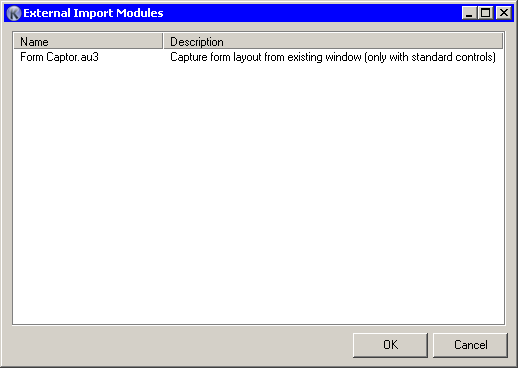 External Import Modules
Name Description
Form Captor.au3 Capture form layout from existing window (only with standard controls)
OK Cancel